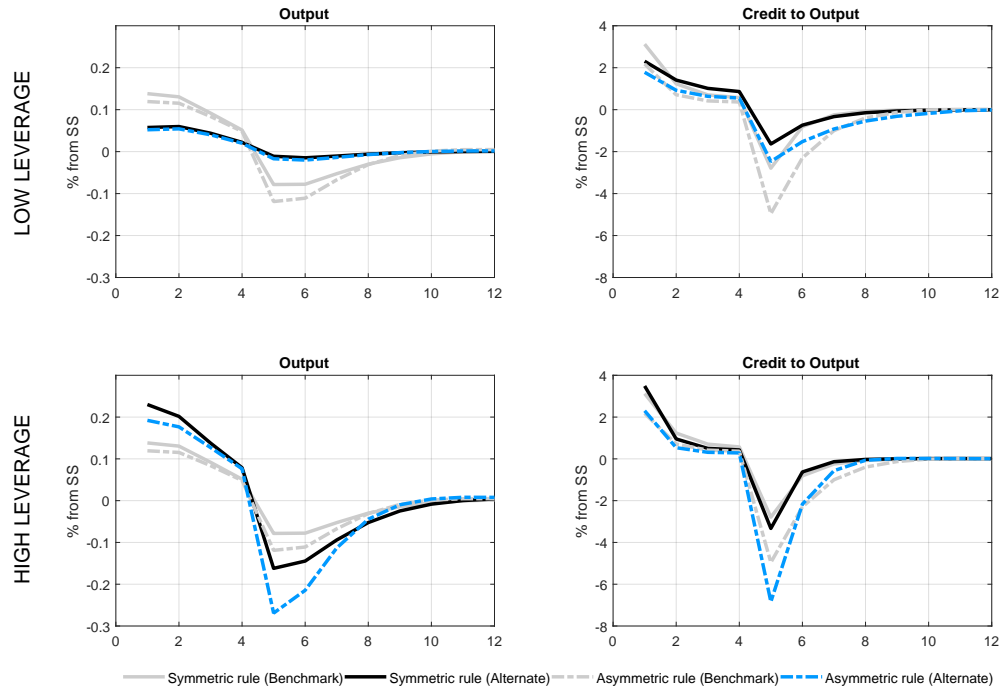 Output
Credit to Output
LOW LEVERAGE
% from SS
0.2
0.1
0
-0.1
-0.2
-0.3
0 2 4 6 8 10 12
% from SS
4
2
0
-2
-4
-6
-8
0 2 4 6 8 10 12
Output
Credit to Output
HIGH LEVERAGE
% from SS
0.2
0.1
0
-0.1
-0.2
-0.3
0 2 4 6 8 10 12
% from SS
4
2
0
-2
-4
-6
-8
0 2 4 6 8 10 12
Symmetric rule (Benchmark) Symmetric rule (Alternate) Asymmetric rule (Benchmark) Asymmetric rule (Alternate)